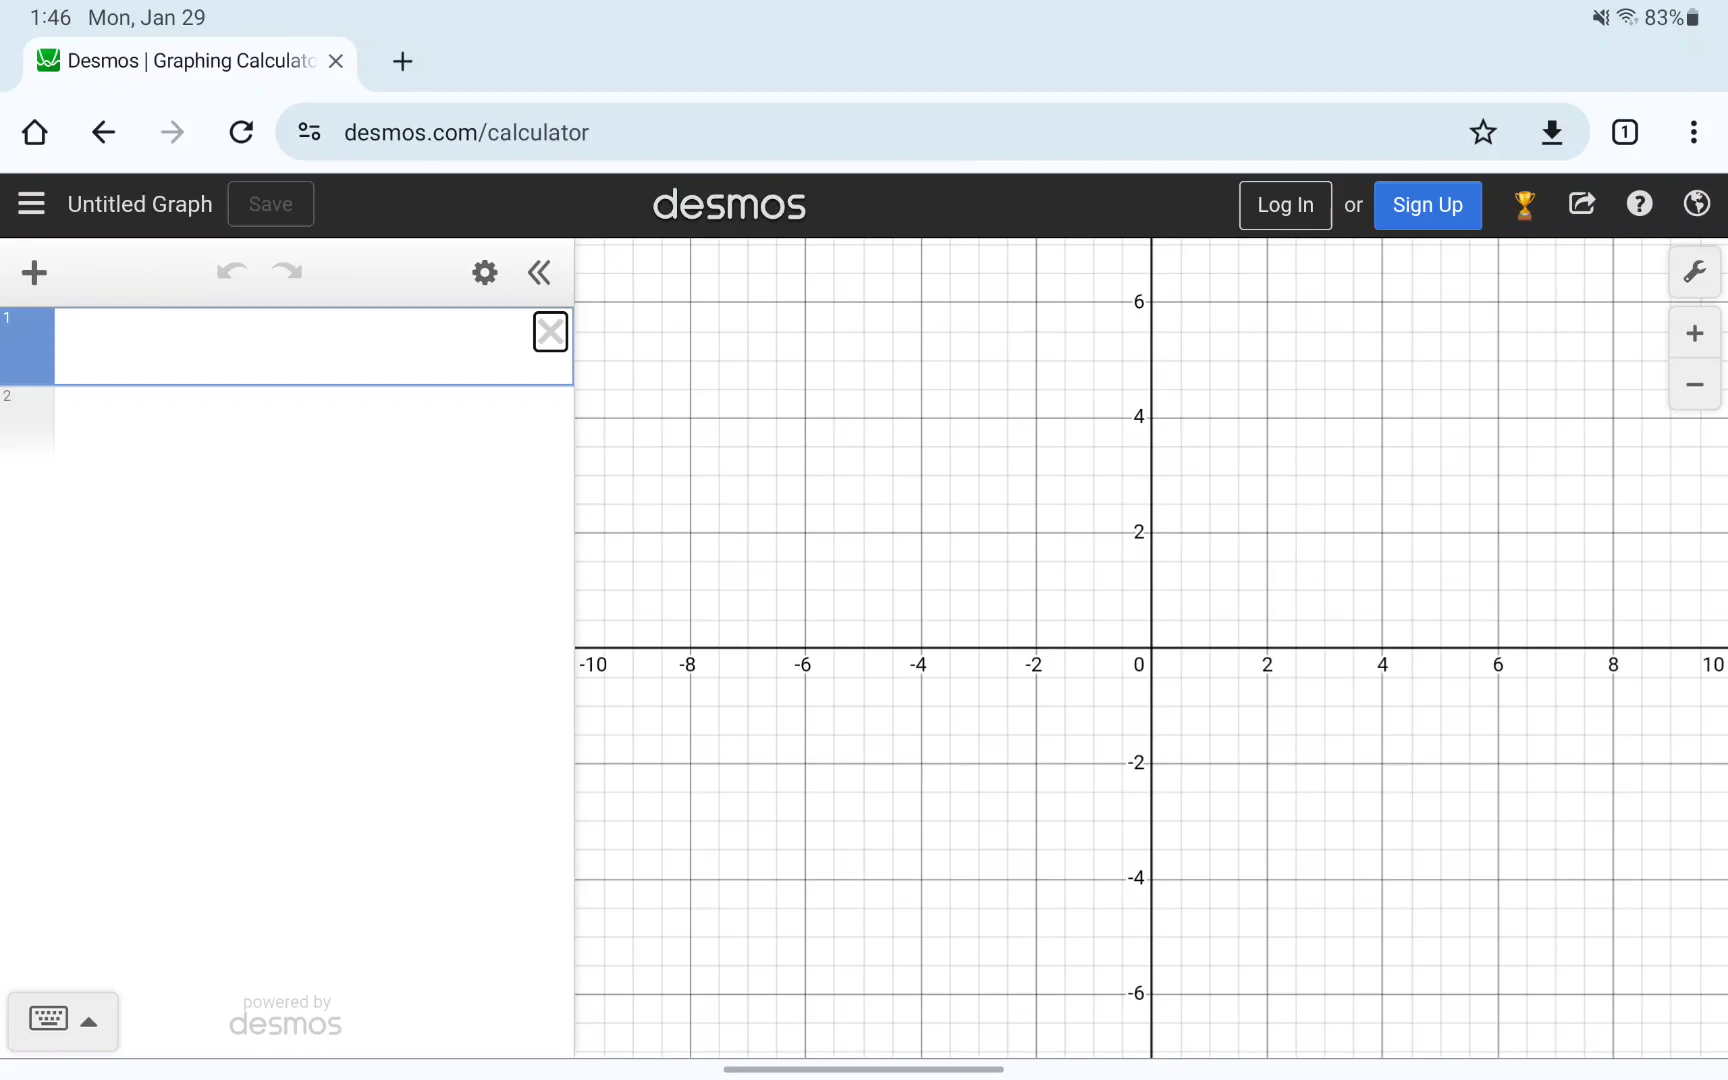 1:46 Mon, Jan 29
83%
Desmos | Graphing Calculato
desmos.com/calculator
1
Untitled Graph
Save
desmos
Log In
or
Sign Up
?
1
2
6
4
2
-10
-8
-6
-4
-2
0
2
4
6
8
10
-2
-4
-6
powered by
desmos